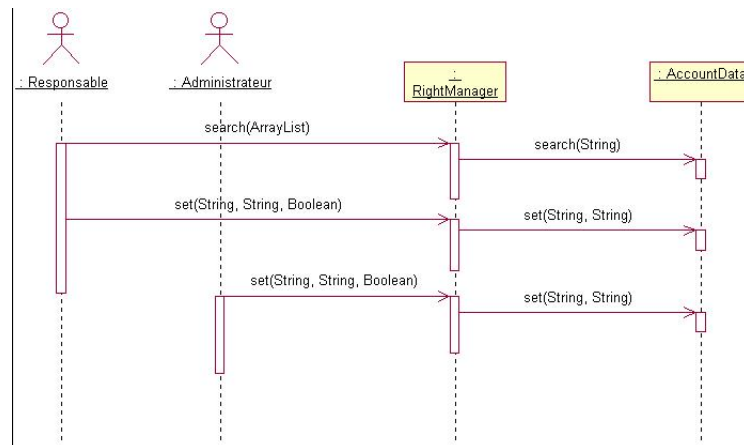 : Responsable
: Administrateur
:
RightManager
: AccountData
search(ArrayList)
search(String)
set(String, String, Boolean)
set(String, String)
set(String, String, Boolean)
set(String, String)